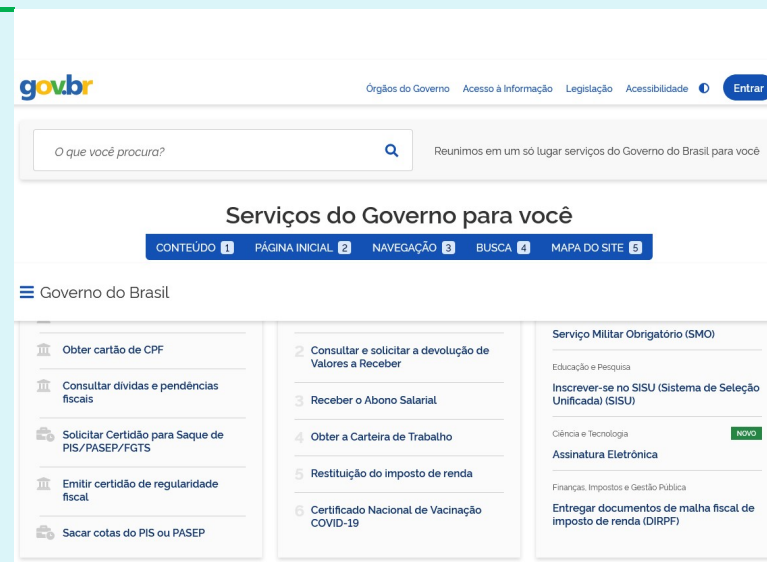 gov.br
Órgãos do Governo Acesso à Informação Legislação Acessibilidade Entrar
O que você procura?
Reunimos em um só lugar serviços do Governo do Brasil para você
Serviços do Governo para você
CONTEÚDO 1 PÁGINA INICIAL 2 NAVEGAÇÃO 3 BUSCA 4 MAPA DO SITE 5
Governo do Brasil
Obter cartão de CPF
Consultar dívidas e pendências
fiscais
Solicitar Certidão para Saque de
PIS/PASEP/FGTS
Emitir certidão de regularidade
fiscal
Sacar cotas do PIS ou PASEP
2 Consultar e solicitar a devolução de
Valores a Receber
3 Receber o Abono Salarial
4 Obter a Carteira de Trabalho
5 Restituição do imposto de renda
6 Certificado Nacional de Vacinação
COVID-19
Serviço Militar Obrigatório (SMO)
Educação e Pesquisa
Inscrever-se no SISU (Sistema de Seleção
Unificada) (SISU)
Ciência e Tecnologia NOVO
Assinatura Eletrônica
Finanças, Impostos e Gestão Pública
Entregar documentos de malha fiscal de
imposto de renda (DIRPF)